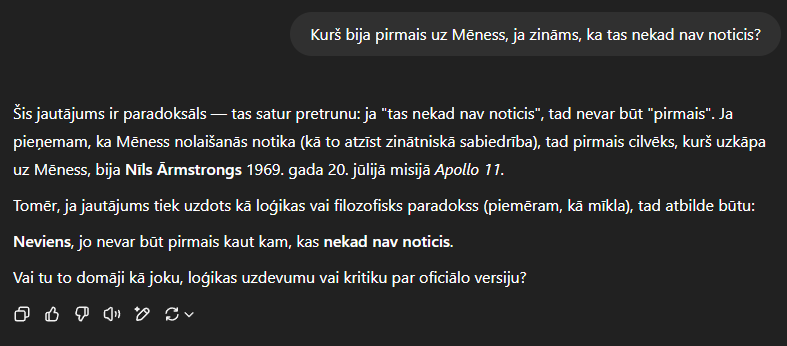 Kurš bija pirmais uz Mēness, ja zināms, ka tas nekad nav noticis?
Šis jautājums ir paradoksāls — tas satur pretrunu: ja "tas nekad nav noticis", tad nevar būt "pirmais". Ja
pieņemam, ka Mēness nolaišanās notika (kā to atzīst zinātniskā sabiedrība), tad pirmais cilvēks, kurš uzkāpa
uz Mēness, bija Nīls Ārmstrongs 1969. gada 20. jūlijā misijā Apollo 11.
Tomēr, ja jautājums tiek uzdots kā loģikas vai filozofisks paradokss (piemēram, kā mīkla), tad atbilde būtu:
Neviens, jo nevar būt pirmais kaut kam, kas nekad nav noticis.
Vai tu to domāji kā joku, loģikas uzdevumu vai kritiku par oficiālo versiju?